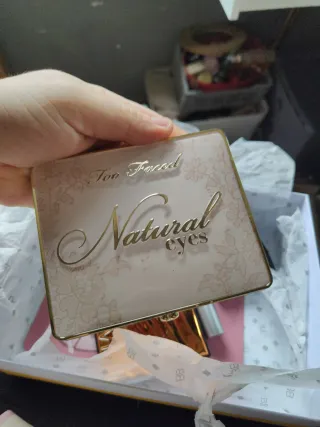 Too Faced
Natural
eyes